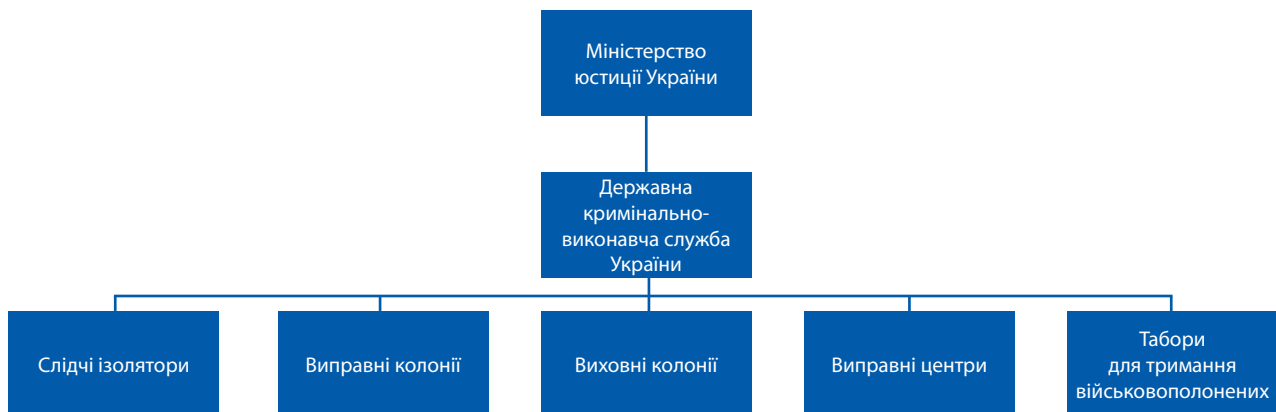 Міністерство
юстиції України
Державна
кримінально-
виконавча служба
України
Слідчі ізолятори
Виправні колонії
Виховні колонії
Виправні центри
Табори
для тримання
військовополонених